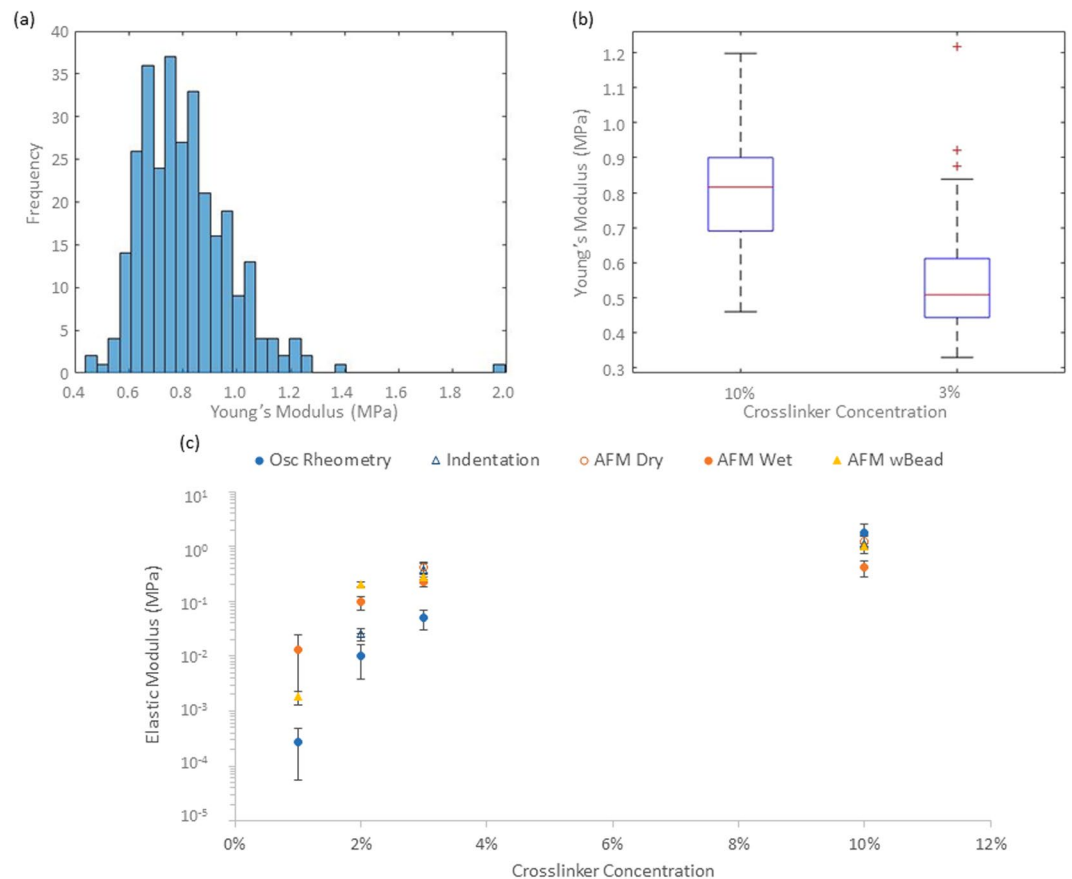 (a)
40
35
30
25
20
15
10
5
0
Frequency
0.4 0.6 0.8 1.0 1.2 1.4 1.6 1.8 2.0
Young's Modulus (MPa)
(b)
1.2
1.1
1.0
0.9
0.8
0.7
0.6
0.5
0.4
0.3
Young's Modulus (MPa)
10% 3%
Crosslinker Concentration
(c)
Osc Rheometry Indentation AFM Dry AFM Wet AFM wBead
10¹
10⁰
10⁻¹
10⁻²
10⁻³
10⁻⁴
10⁻⁵
Elastic Modulus (MPa)
0% 2% 4% 6% 8% 10% 12%
Crosslinker Concentration